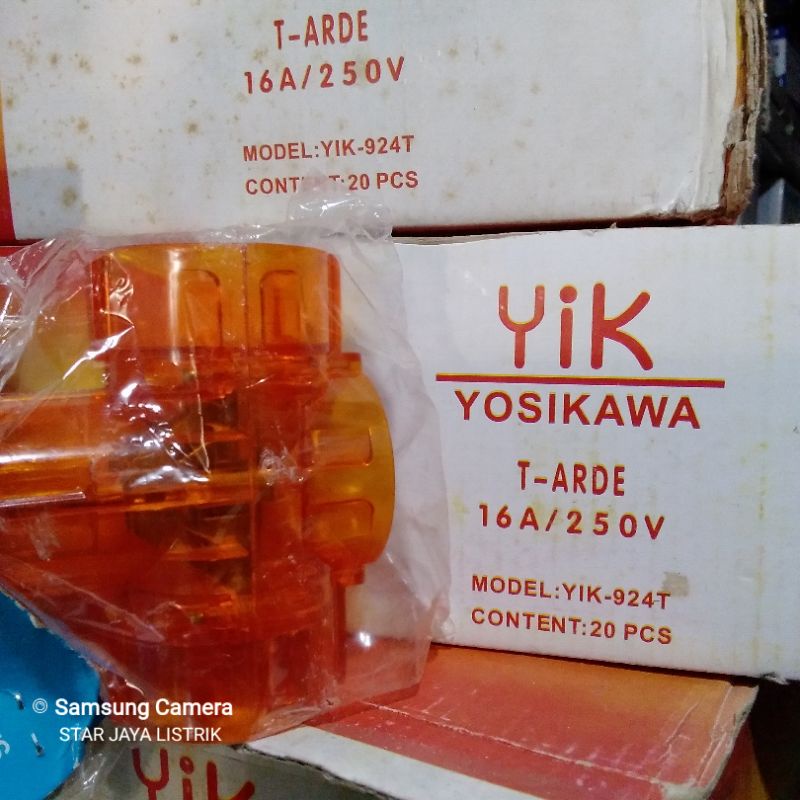 T-ARDE
16A/250V
MODEL:YIK-924T
20 PCS
YiK
YOSIKAWA
T-ARDE
16A/250V
MODEL:YIK-924T
CONTENT:20 PCS
Samsung Camera
STAR JAYA LISTRIK
YiK